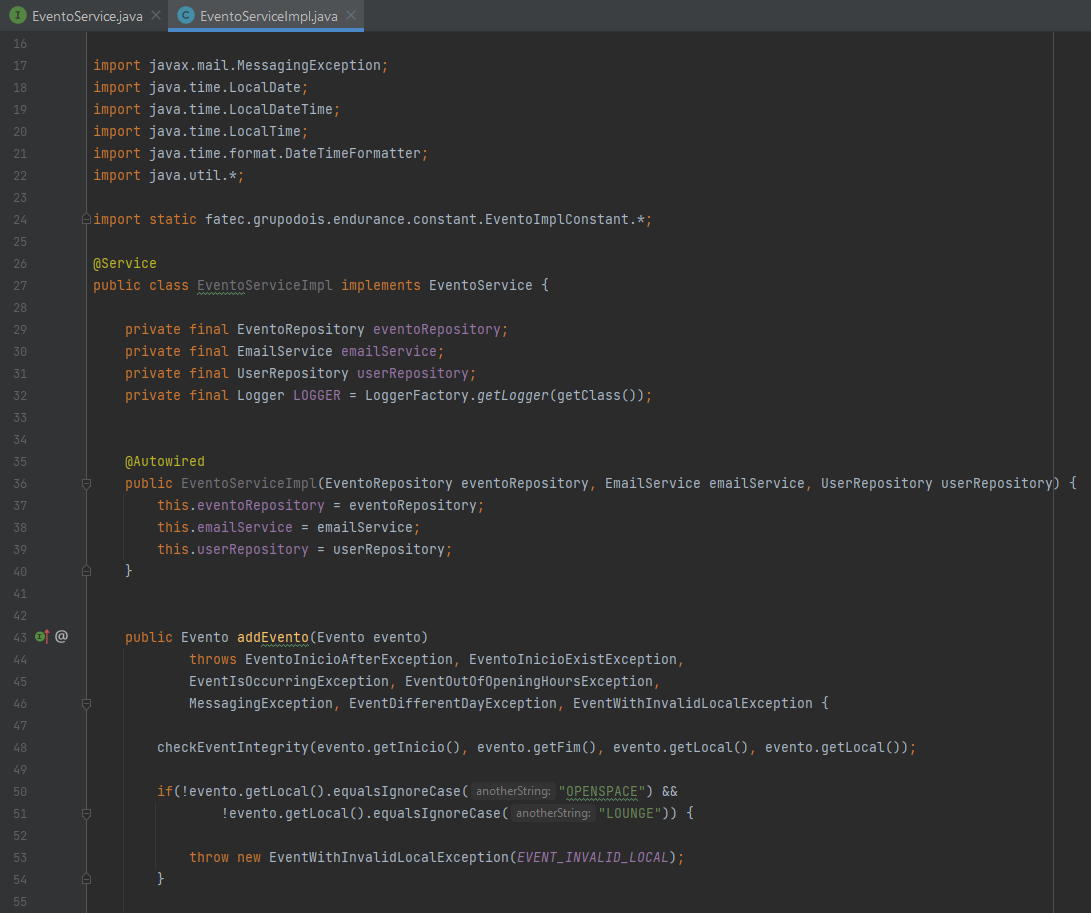 EventoService.java EventoServiceImpl.java
16
17 import javax.mail.MessagingException;
18 import java.time.LocalDate;
19 import java.time.LocalDateTime;
20 import java.time.LocalTime;
21 import java.time.format.DateTimeFormatter;
22 import java.util.*;
23
24 import static fatec.grupodois.endurance.constant.EventoImplConstant.*;
25
26 @Service
27 public class EventoServiceImpl implements EventoService {
28
29 private final EventoRepository eventoRepository;
30 private final EmailService emailService;
31 private final UserRepository userRepository;
32 private final Logger LOGGER = LoggerFactory.getLogger(getClass());
33
34
35 @Autowired
36 public EventoServiceImpl(EventoRepository eventoRepository, EmailService emailService, UserRepository userRepository) {
37 this.eventoRepository = eventoRepository;
38 this.emailService = emailService;
39 this.userRepository = userRepository;
40 }
41
42
43 public Evento addEvento(Evento evento)
44 throws EventoInicioAfterException, EventoInicioExistException,
45 EventIsOccurringException, EventOutOfOpeningHoursException,
46 MessagingException, EventDifferentDayException, EventWithInvalidLocalException {
47
48 checkEventIntegrity(evento.getInicio(), evento.getFim(), evento.getLocal(), evento.getLocal());
49
50 if(!evento.getLocal().equalsIgnoreCase( anotherString: "OPENSPACE") &&
51 !evento.getLocal().equalsIgnoreCase( anotherString: "LOUNGE")) {
52
53 throw new EventWithInvalidLocalException(EVENT_INVALID_LOCAL);
54 }
55